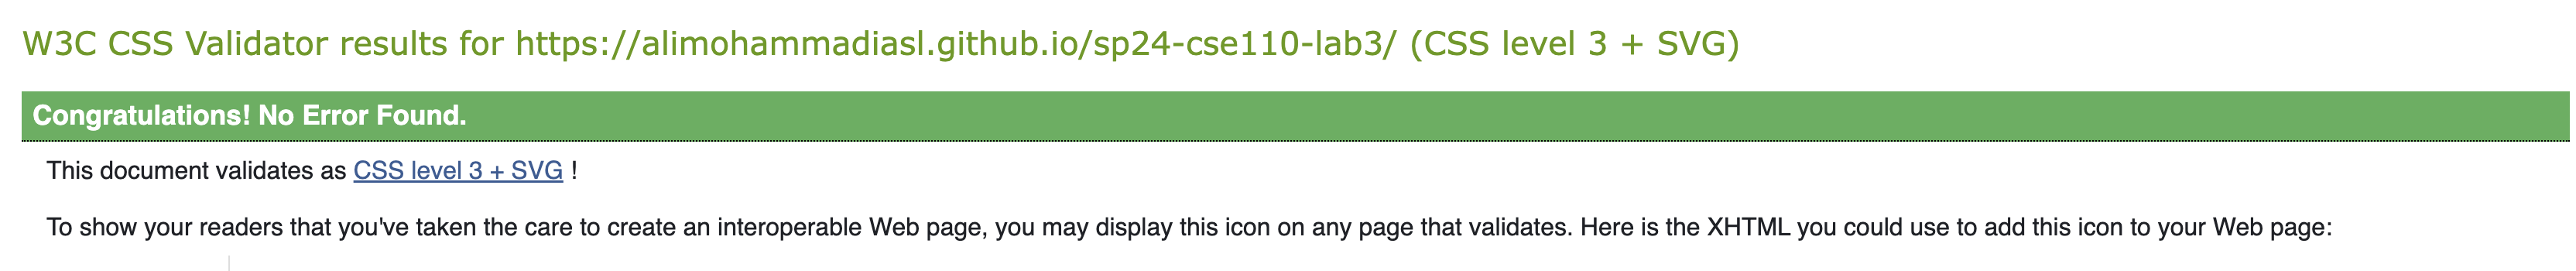 W3C CSS Validator results for https://alimohammadiasl.github.io/sp24-cse110-lab3/ (CSS level 3 + SVG)
Congratulations! No Error Found.
This document validates as CSS level 3 + SVG !
To show your readers that you've taken the care to create an interoperable Web page, you may display this icon on any page that validates. Here is the XHTML you could use to add this icon to your Web page: